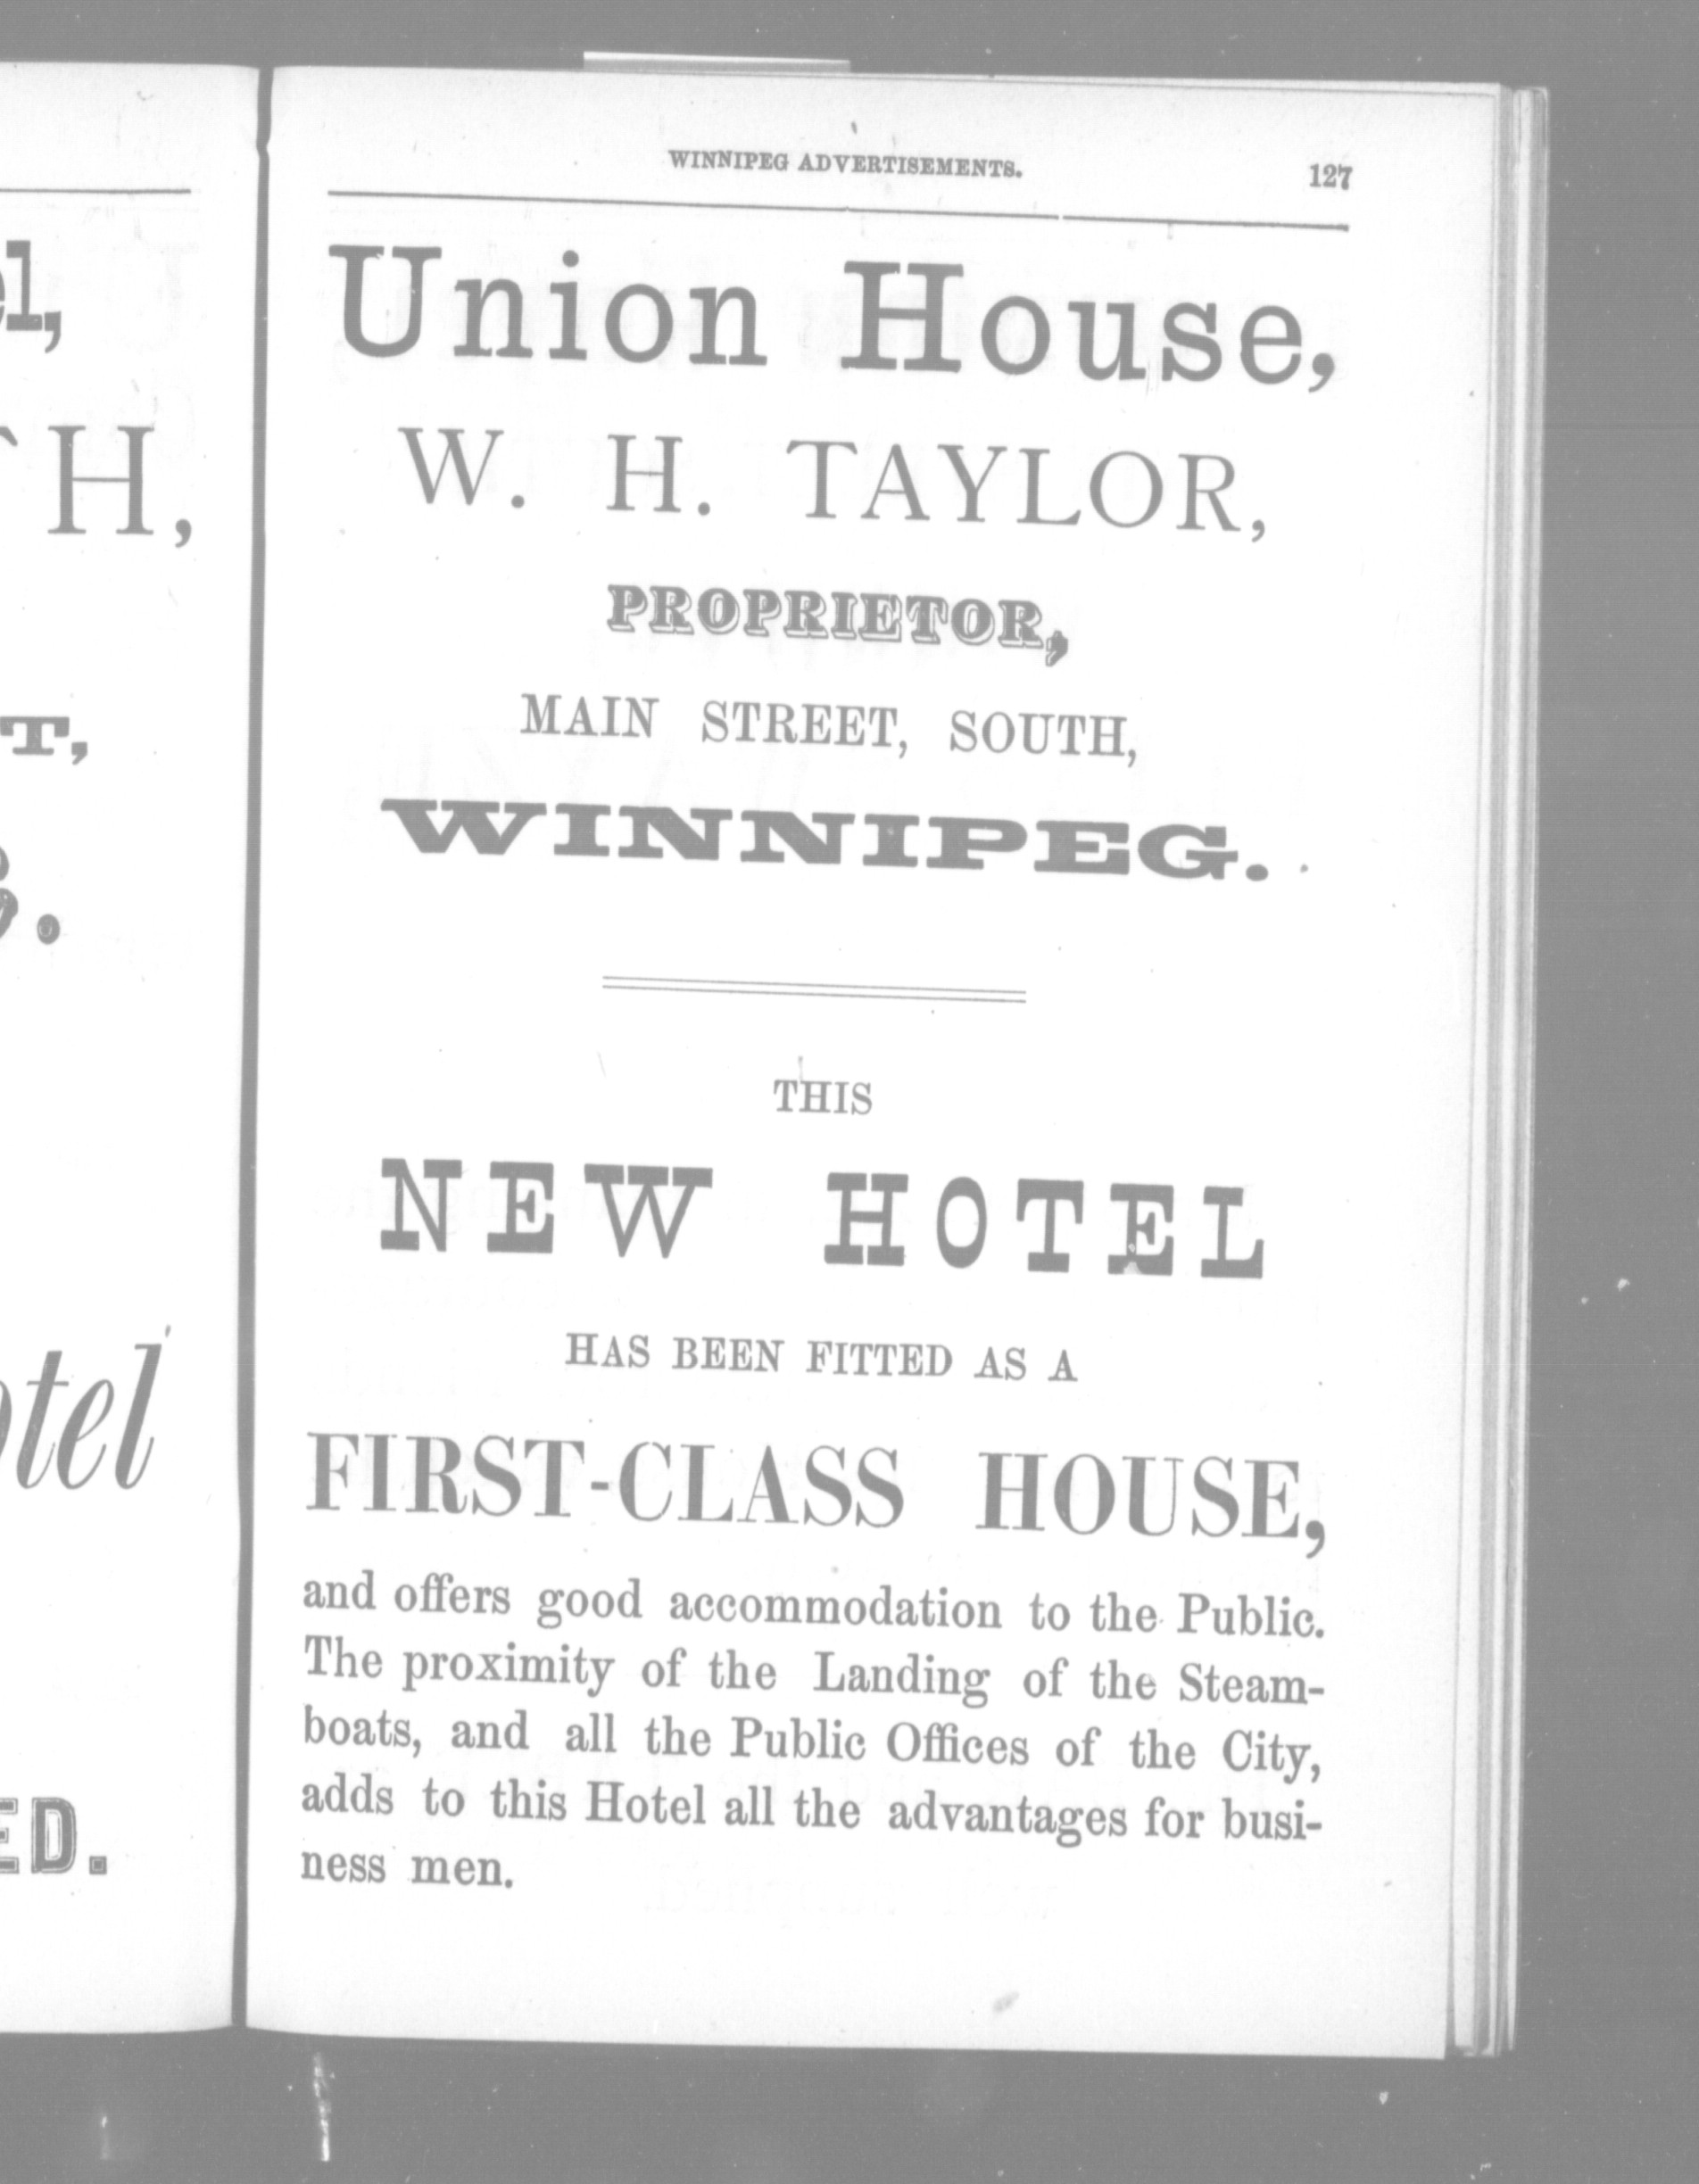 WINNIPEG ADVERTISEMENTS. 127
Union House,
W. H. TAYLOR,
PROPRIETOR,
MAIN STREET, SOUTH,
WINNIPEG.
THIS
NEW HOTEL
HAS BEEN FITTED AS A
FIRST-CLASS HOUSE,
and offers good accommodation to the Public.
The proximity of the Landing of the Steam-
boats, and all the Public Offices of the City,
adds to this Hotel all the advantages for busi-
ness men.